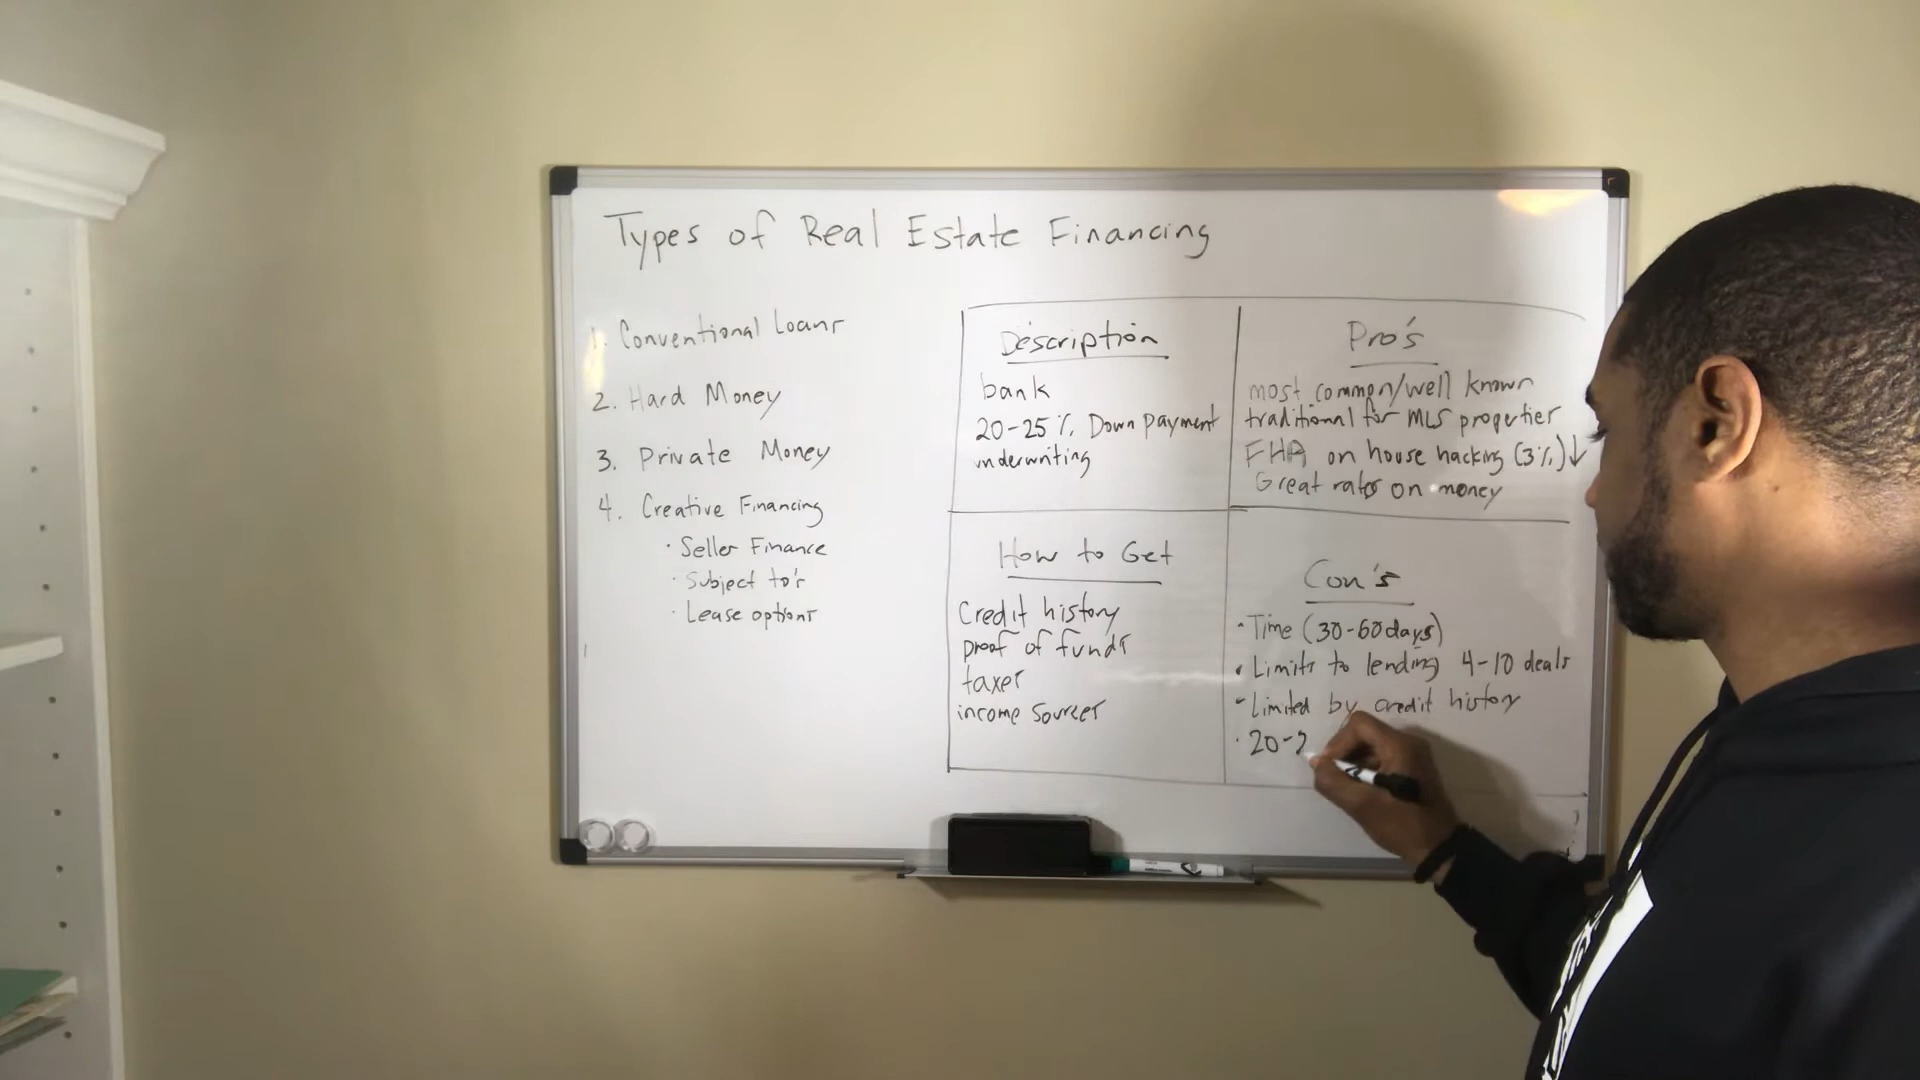 Types of Real Estate Financing
1. Conventional Loans
2. Hard Money
3. Private Money
4. Creative Financing
· Seller Finance
· Subject to's
· Lease options
Description
bank
20-25% Down payment
underwriting
Pro's
most common/well known
traditional for MLS properties
FHA on house hacking (3%)↓
Great rates on money
How to Get
Credit history
proof of funds
taxes
income sources
Con's
· Time (30-60 days)
· Limits to lending 4-10 deals
- Limited by credit history
· 20-2